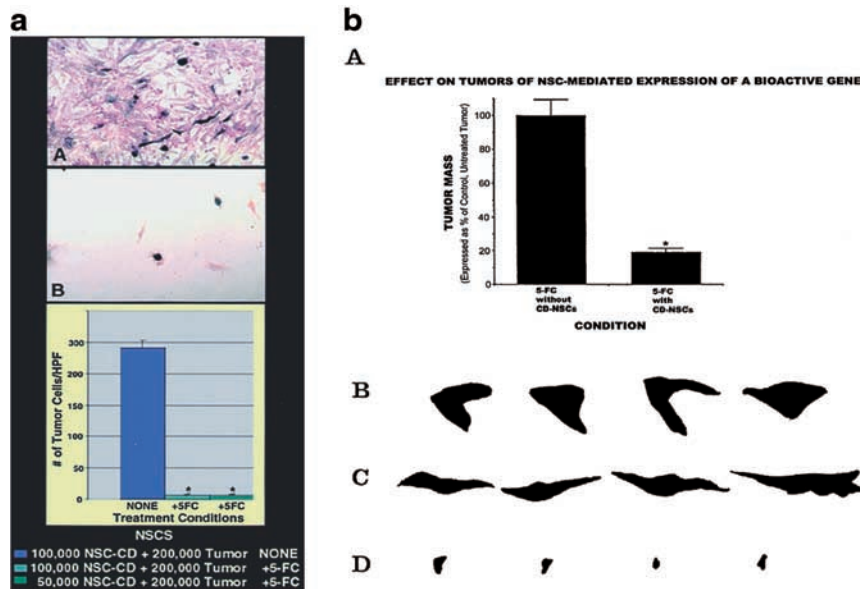 a
A
B
200
150
100
50
0
# of Tumor Cells/HPF
* *
NONE +5FC +5FC
Treatment Conditions
NSCS
100,000 NSC-CD + 200,000 Tumor NONE
100,000 NSC-CD + 200,000 Tumor +5-FC
50,000 NSC-CD + 200,000 Tumor +5-FC
b
A
EFFECT ON TUMORS OF NSC-MEDIATED EXPRESSION OF A BIOACTIVE GENE
TUMOR MASS
(Expressed as % of Control, Untreated Tumor)
100
80
60
40
20
0
*
5-FC
without
CD-NSCs
5-FC
with
CD-NSCs
CONDITION
B
C
D